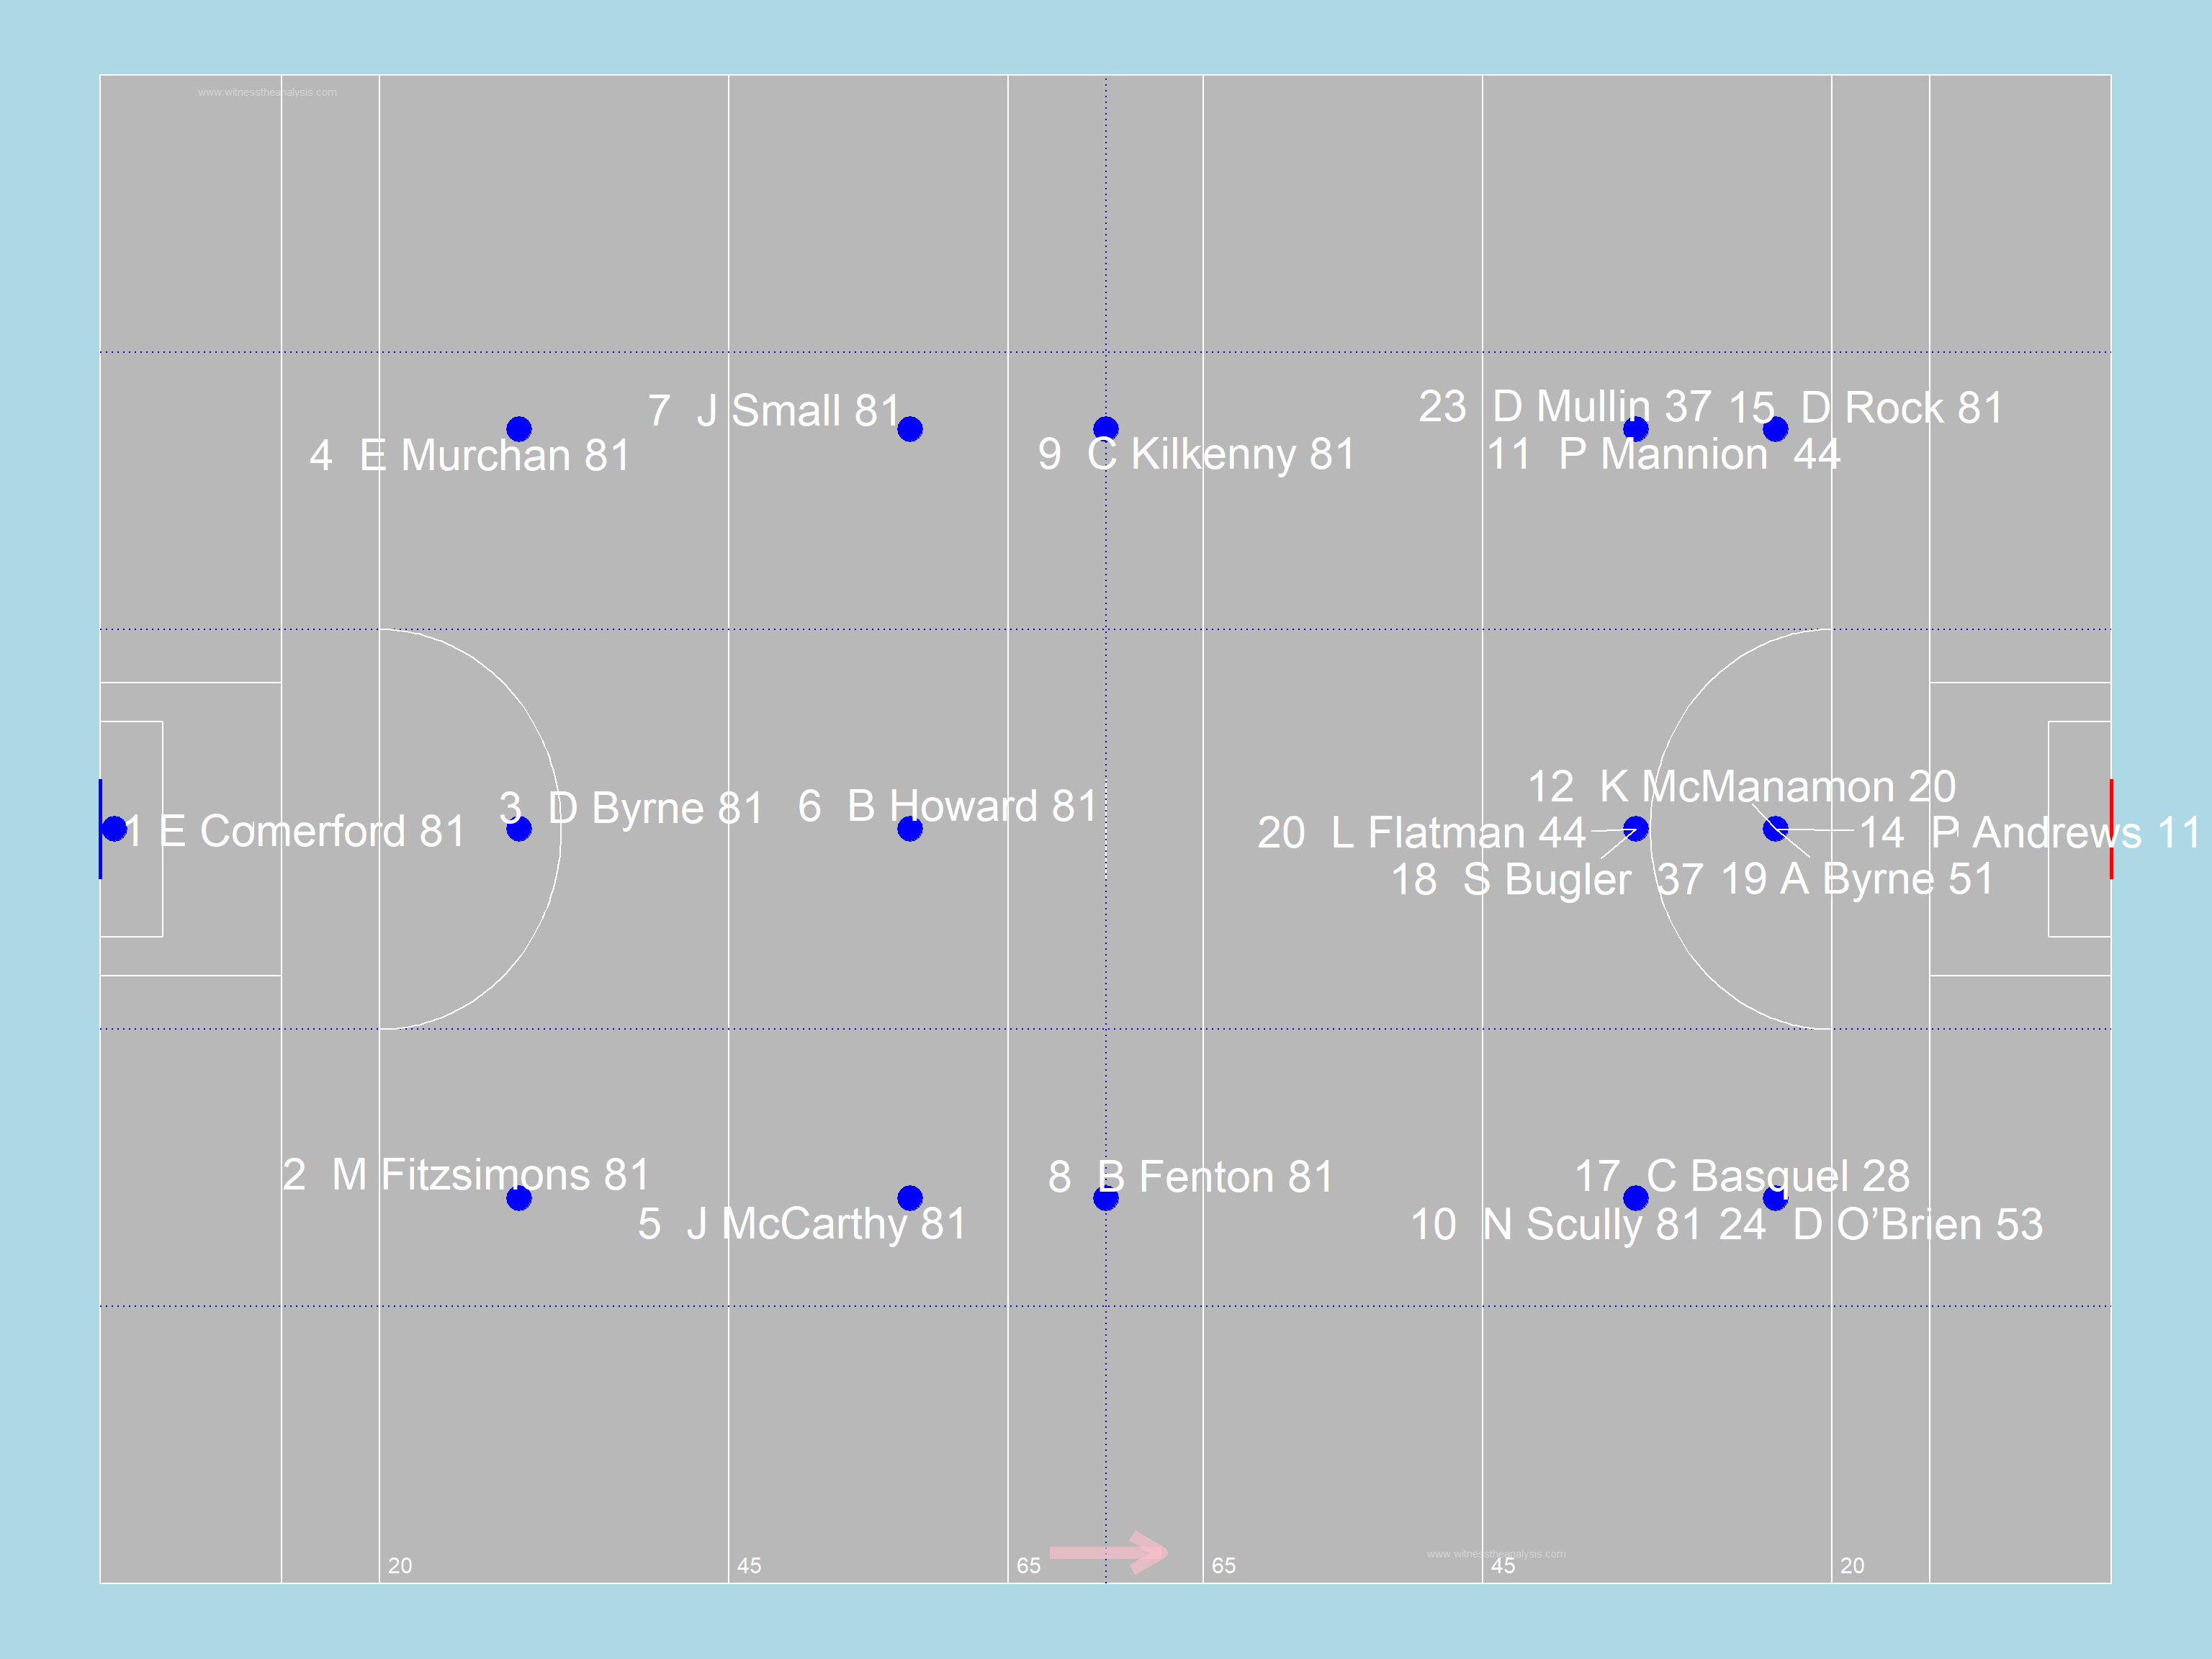 www.witnesstheanalysis.com
23  D Mullin 37
15  D Rock 81
7  J Small 81
4  E Murchan 81
9  C Kilkenny 81
11  P Mannion  44
12  K McManamon 20
3  D Byrne 81
6  B Howard 81
1 E Comerford 81
20  L Flatman 44
14  P Andrews 11
18  S Bugler  37
19 A Byrne 51
2  M Fitzsimons 81
8  B Fenton 81
17  C Basquel 28
5  J McCarthy 81
10  N Scully 81
24  D O’Brien 53
www.witnesstheanalysis.com
20
45
65
65
45
20